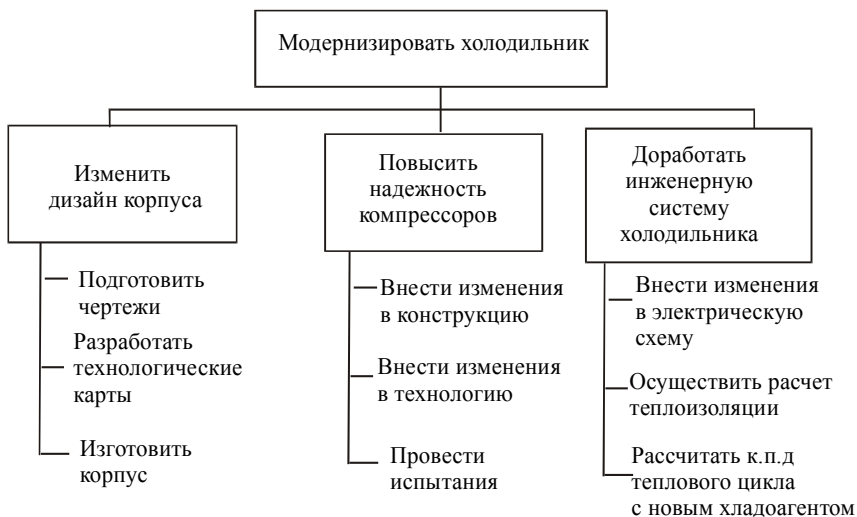 Модернизировать холодильник
Изменить
дизайн корпуса
Подготовить
чертежи
Разработать
технологические
карты
Изготовить
корпус
Повысить
надежность
компрессоров
Внести изменения
в конструкцию
Внести изменения
в технологию
Провести
испытания
Доработать
инженерную
систему
холодильника
Внести изменения
в электрическую
схему
Осуществить расчет
теплоизоляции
Рассчитать к.п.д
теплового цикла
с новым хладоагентом